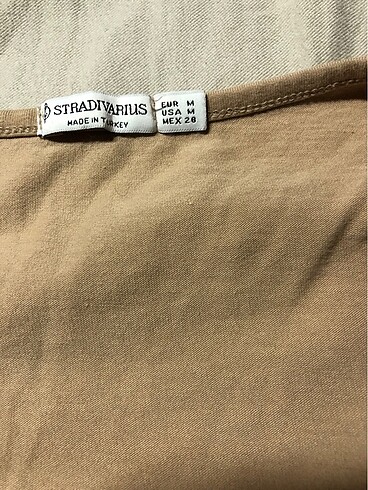 STRADIVARIUS
MADE IN TURKEY
EUR M
USA M
MEX 28